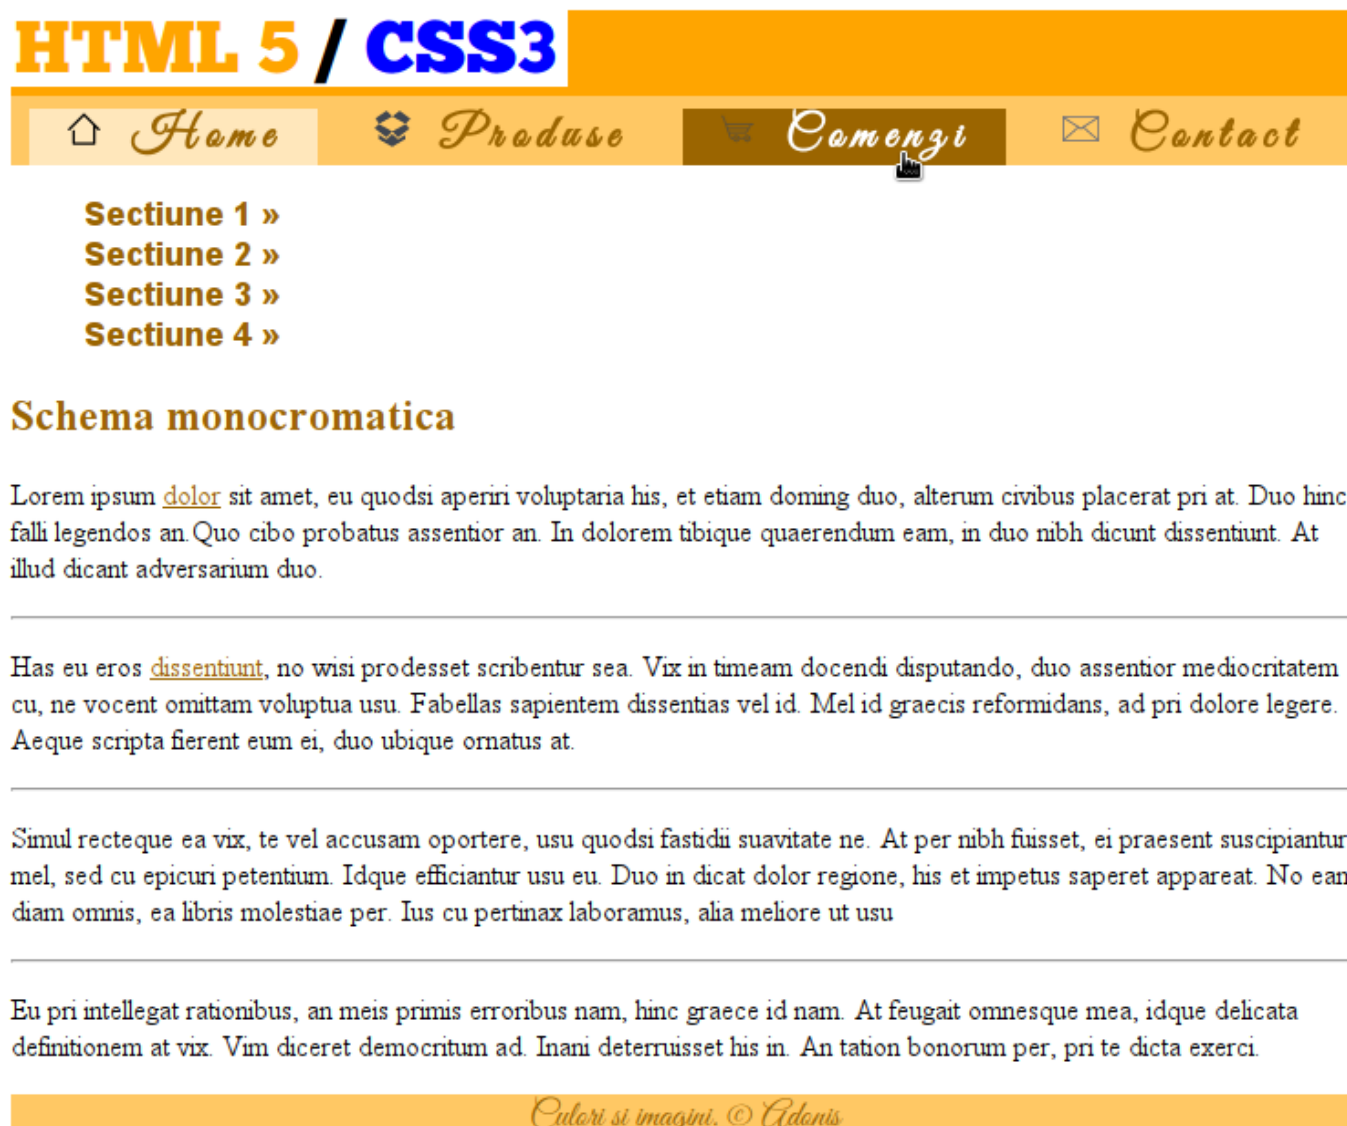 HTML 5 / CSS3
Home Produse Comenzi Contact
Sectiune 1 »
Sectiune 2 »
Sectiune 3 »
Sectiune 4 »
Schema monocromatica
Lorem ipsum dolor sit amet, eu quodsi aperiri voluptaria his, et etiam doming duo, alterum civibus placerat pri at. Duo hinc
falli legendos an.Quo cibo probatus assentior an. In dolorem tibique quaerendum eam, in duo nibh dicunt dissentiunt. At
illud dicant adversarium duo.
Has eu eros dissentiunt, no wisi prodesset scribentur sea. Vix in timeam docendi disputando, duo assentior mediocritatem
cu, ne vocent omittam voluptua usu. Fabellas sapientem dissentias vel id. Mel id graecis reformidans, ad pri dolore legere.
Aeque scripta fierent eum ei, duo ubique ornatus at.
Simul recteque ea vix, te vel accusam oportere, usu quodsi fastidii suavitate ne. At per nibh fuisset, ei praesent suscipiantur
mel, sed cu epicuri petentium. Idque efficiantur usu eu. Duo in dicat dolor regione, his et impetus saperet appareat. No eam
diam omnis, ea libris molestiae per. Ius cu pertinax laboramus, alia meliore ut usu
Eu pri intellegat rationibus, an meis primis erroribus nam, hinc graece id nam. At feugait omnesque mea, idque delicata
definitionem at vix. Vim diceret democritum ad. Inani deterruisset his in. An tation bonorum per, pri te dicta exerci.
Culori si imagini, © Adonis